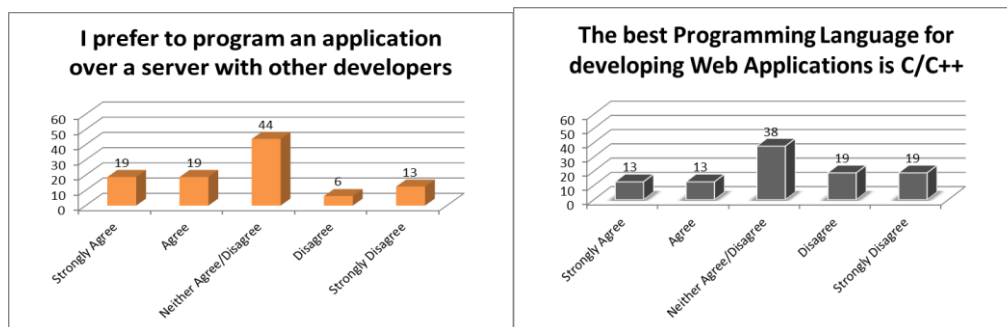 I prefer to program an application
over a server with other developers
60
50
40
30
20
10
0
19
19
44
6
13
Strongly Agree
Agree
Neither Agree/Disagree
Disagree
Strongly Disagree
The best Programming Language for
developing Web Applications is C/C++
60
50
40
30
20
10
0
13
13
38
19
19
Strongly Agree
Agree
Neither Agree/Disagree
Disagree
Strongly Disagree